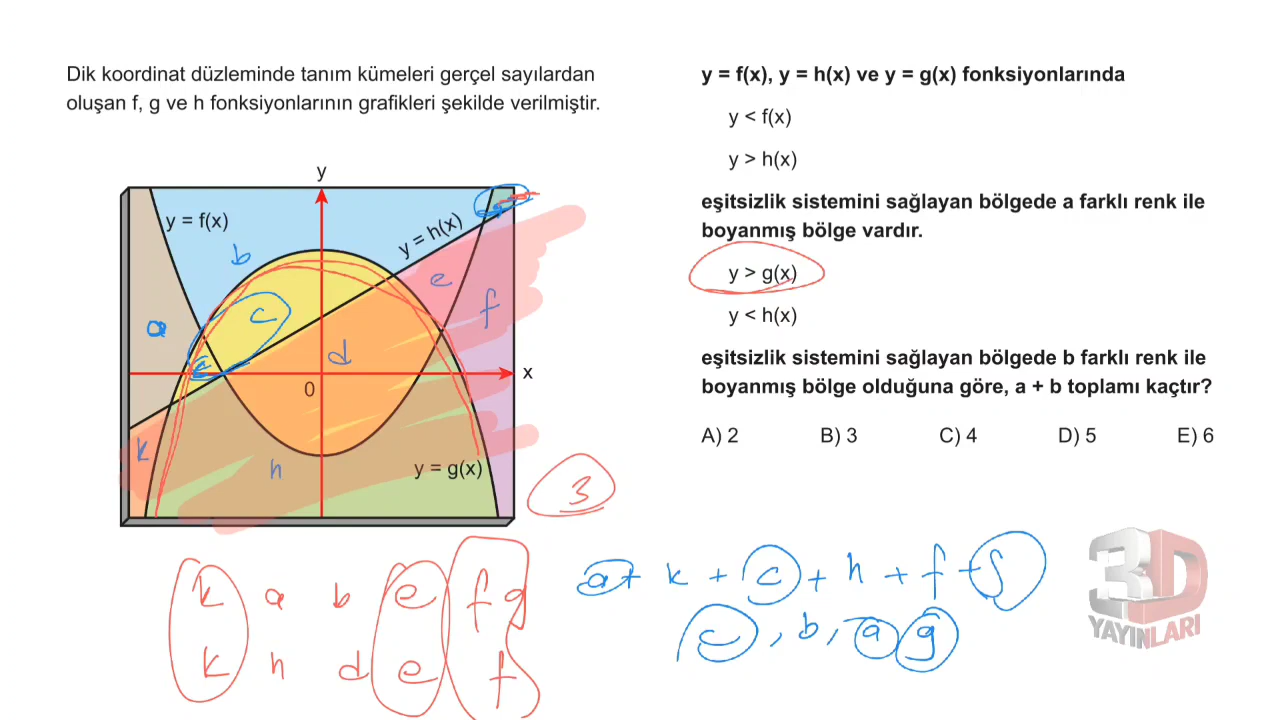 Dik koordinat düzleminde tanım kümeleri gerçel sayılardan
oluşan f, g ve h fonksiyonlarının grafikleri şekilde verilmiştir.
y
y = f(x)
y = h(x)
b
e
c
f
a
d
x
0
k
h
y = g(x)
3
k a b e f g
k h d e f
y = f(x), y = h(x) ve y = g(x) fonksiyonlarında
y < f(x)
y > h(x)
eşitsizlik sistemini sağlayan bölgede a farklı renk ile
boyanmış bölge vardır.
y > g(x)
y < h(x)
eşitsizlik sistemini sağlayan bölgede b farklı renk ile
boyanmış bölge olduğuna göre, a + b toplamı kaçtır?
A) 2 B) 3 C) 4 D) 5 E) 6
a + k + c + h + f +
c, b, a g
3D
YAYINLARI